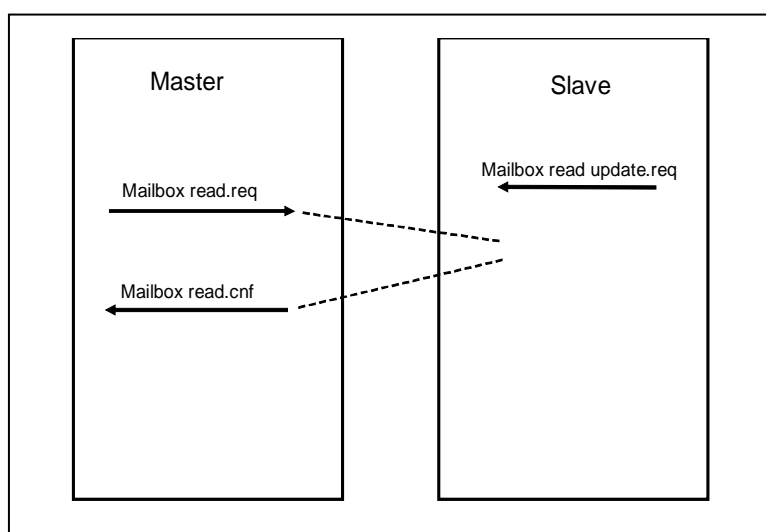 Master
Slave
Mailbox read update.req
Mailbox read.req
Mailbox read.cnf